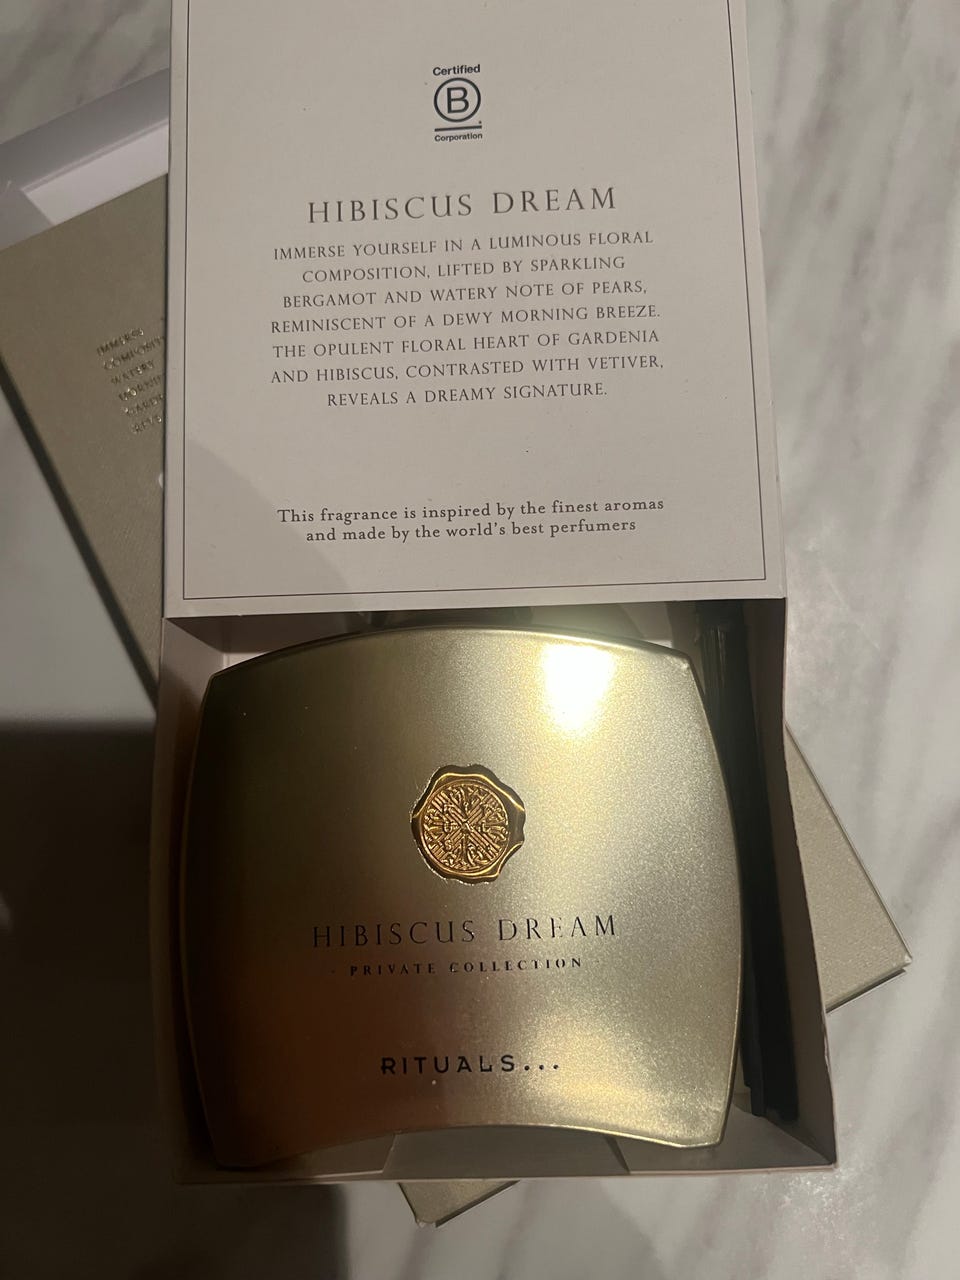 Certified
B
Corporation
HIBISCUS DREAM
IMMERSE YOURSELF IN A LUMINOUS FLORAL
COMPOSITION, LIFTED BY SPARKLING
BERGAMOT AND WATERY NOTE OF PEARS,
REMINISCENT OF A DEWY MORNING BREEZE.
THE OPULENT FLORAL HEART OF GARDENIA
AND HIBISCUS, CONTRASTED WITH VETIVER,
REVEALS A DREAMY SIGNATURE.
This fragrance is inspired by the finest aromas
and made by the world's best perfumers
IMMERSE
WATERY
HIBISCUS DREAM
· PRIVATE COLLECTION ·
RITUALS...